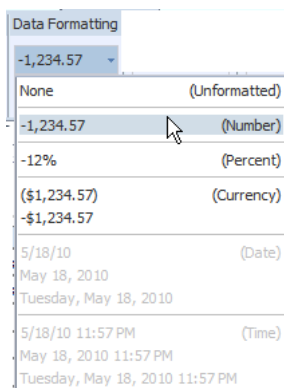 Data Formatting
-1,234.57
None (Unformatted)
-1,234.57 (Number)
-12% (Percent)
($1,234.57) (Currency)
-$1,234.57
5/18/10 (Date)
May 18, 2010
Tuesday, May 18, 2010
5/18/10 11:57 PM (Time)
May 18, 2010 11:57 PM
Tuesday, May 18, 2010 11:57 PM